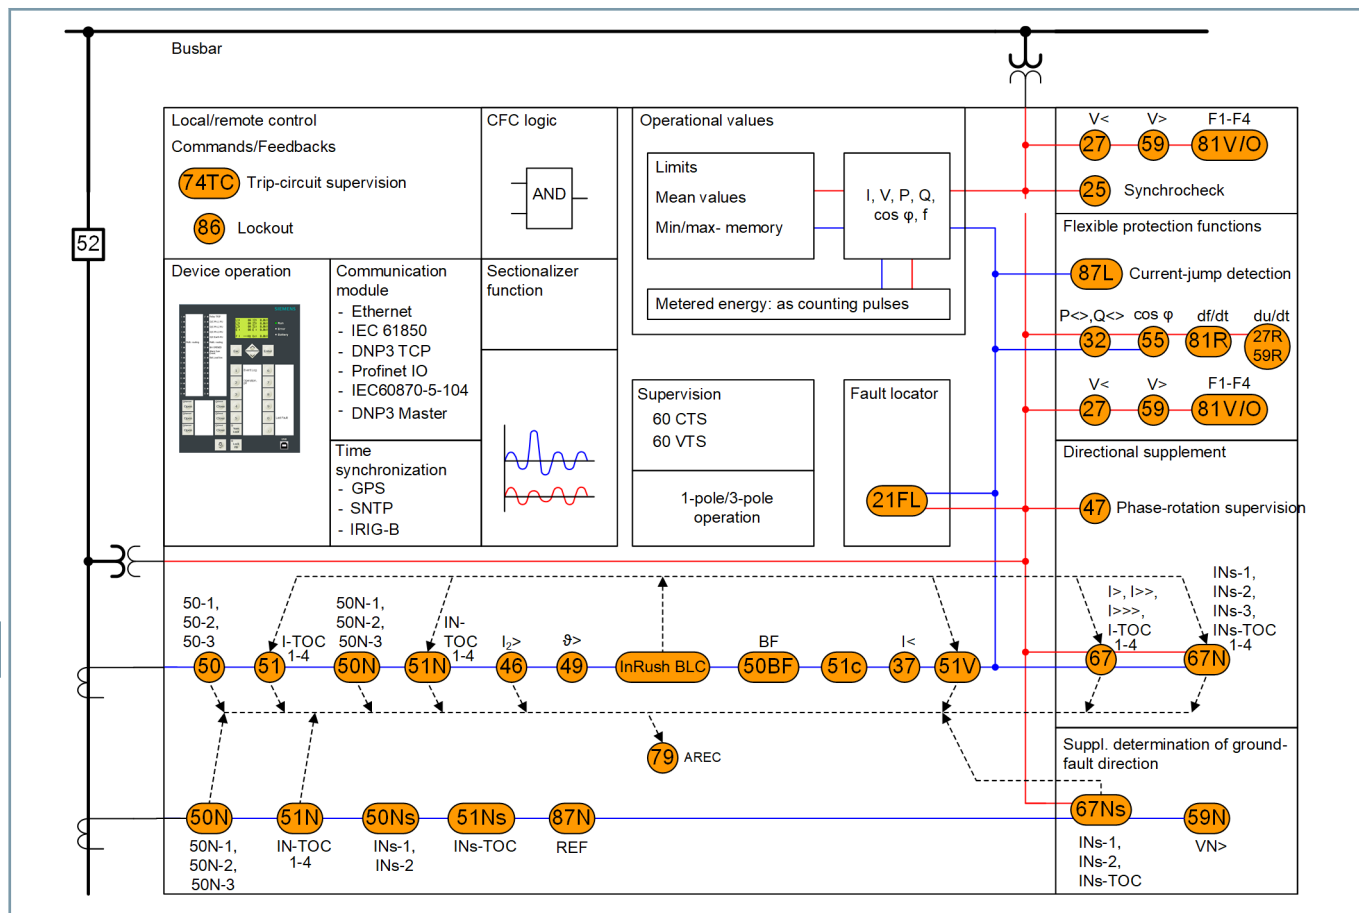 Busbar
52
Local/remote control
Commands/Feedbacks
74TC Trip-circuit supervision
86 Lockout
CFC logic
AND
Operational values
Limits
Mean values
Min/max- memory
I, V, P, Q,
cos φ, f
Metered energy: as counting pulses
V< V> F1-F4
27 59 81V/O
25 Synchrocheck
Flexible protection functions
87L Current-jump detection
P<>,Q<> cos φ df/dt du/dt
32 55 81R 27R
59R
V< V> F1-F4
27 59 81V/O
Device operation
SIEMENS
Communication
module
- Ethernet
- IEC 61850
- DNP3 TCP
- Profinet IO
- IEC60870-5-104
- DNP3 Master
Time
synchronization
- GPS
- SNTP
- IRIG-B
Sectionalizer
function
Supervision
60 CTS
60 VTS
1-pole/3-pole
operation
Fault locator
21FL
Directional supplement
47 Phase-rotation supervision
50-1,
50-2,
50-3
50
I-TOC
1-4
51
50N-1,
50N-2,
50N-3
50N
IN-
TOC
1-4
51N
I2>
46
ϑ>
49
InRush BLC
BF
50BF
51c
I<
37
51V
I>, I>>,
I>>>,
I-TOC
1-4
67
INs-1,
INs-2,
INs-3,
INs-TOC
1-4
67N
79 AREC
Suppl. determination of ground-
fault direction
50N 51N 50Ns 51Ns 87N
50N-1,
50N-2,
50N-3
IN-TOC
1-4
INs-1,
INs-2
INs-TOC
REF
67Ns 59N
INs-1,
INs-2,
INs-TOC
VN>